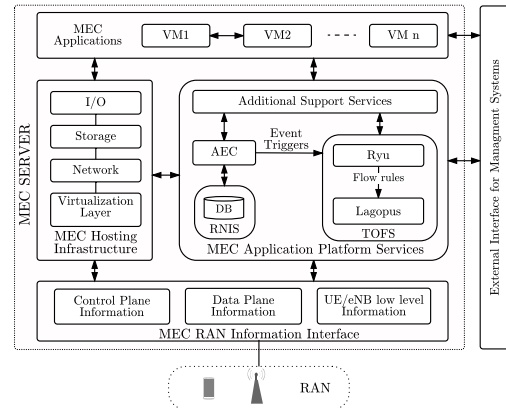 MEC
Applications
VM1
VM2
VM n
MEC SERVER
I/O
Storage
Network
Virtualization
Layer
MEC Hosting
Infrastructure
Additional Support Services
AEC
Event
Triggers
Ryu
Flow rules
Lagopus
TOFS
DB
RNIS
MEC Application Platform Services
Control Plane
Information
Data Plane
Information
UE/eNB low level
Information
MEC RAN Information Interface
RAN
External Interface for Managment Systems